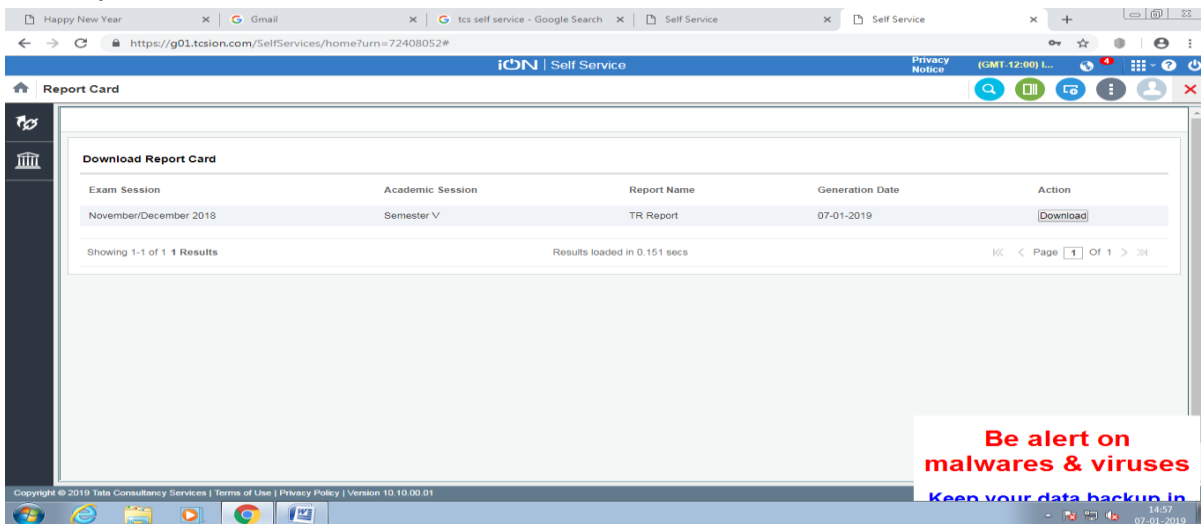 Happy New Year
Gmail
tcs self service - Google Search
Self Service
Self Service
https://g01.tcsion.com/SelfServices/home?urn=72408052#
iON | Self Service
Privacy Notice
(GMT-12:00) I...
4
Report Card
Download Report Card
Exam Session Academic Session Report Name Generation Date Action
November/December 2018 Semester V TR Report 07-01-2019 Download
Showing 1-1 of 1 1 Results Results loaded in 0.151 secs Page 1 Of 1
Be alert on
malwares & viruses
Keep your data backup in
Copyright © 2019 Tata Consultancy Services | Terms of Use | Privacy Policy | Version 10.10.00.01
14:57
07-01-2019